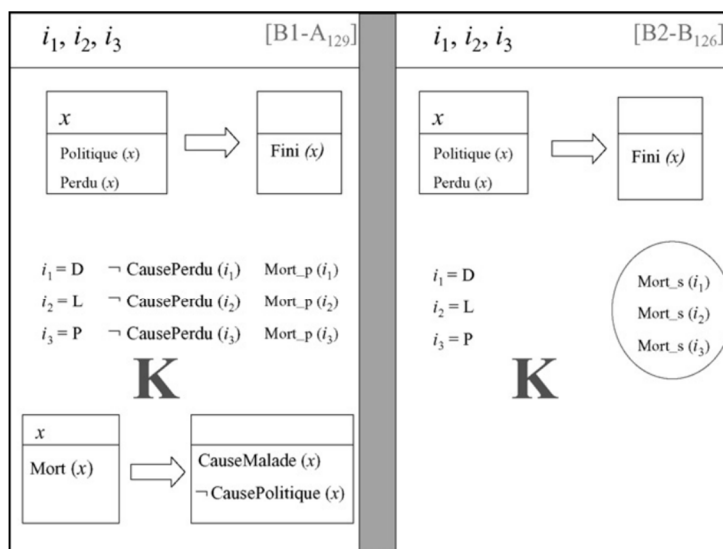 i₁, i₂, i₃ [B1-A₁₂₉]
x
Politique (x)
Perdu (x)
Fini (x)
i₁ = D ¬ CausePerdu (i₁) Mort_p (i₁)
i₂ = L ¬ CausePerdu (i₂) Mort_p (i₂)
i₃ = P ¬ CausePerdu (i₃) Mort_p (i₃)
K
x
Mort (x)
CauseMalade (x)
¬ CausePolitique (x)
i₁, i₂, i₃ [B2-B₁₂₆]
x
Politique (x)
Perdu (x)
Fini (x)
i₁ = D Mort_s (i₁)
i₂ = L Mort_s (i₂)
i₃ = P Mort_s (i₃)
K